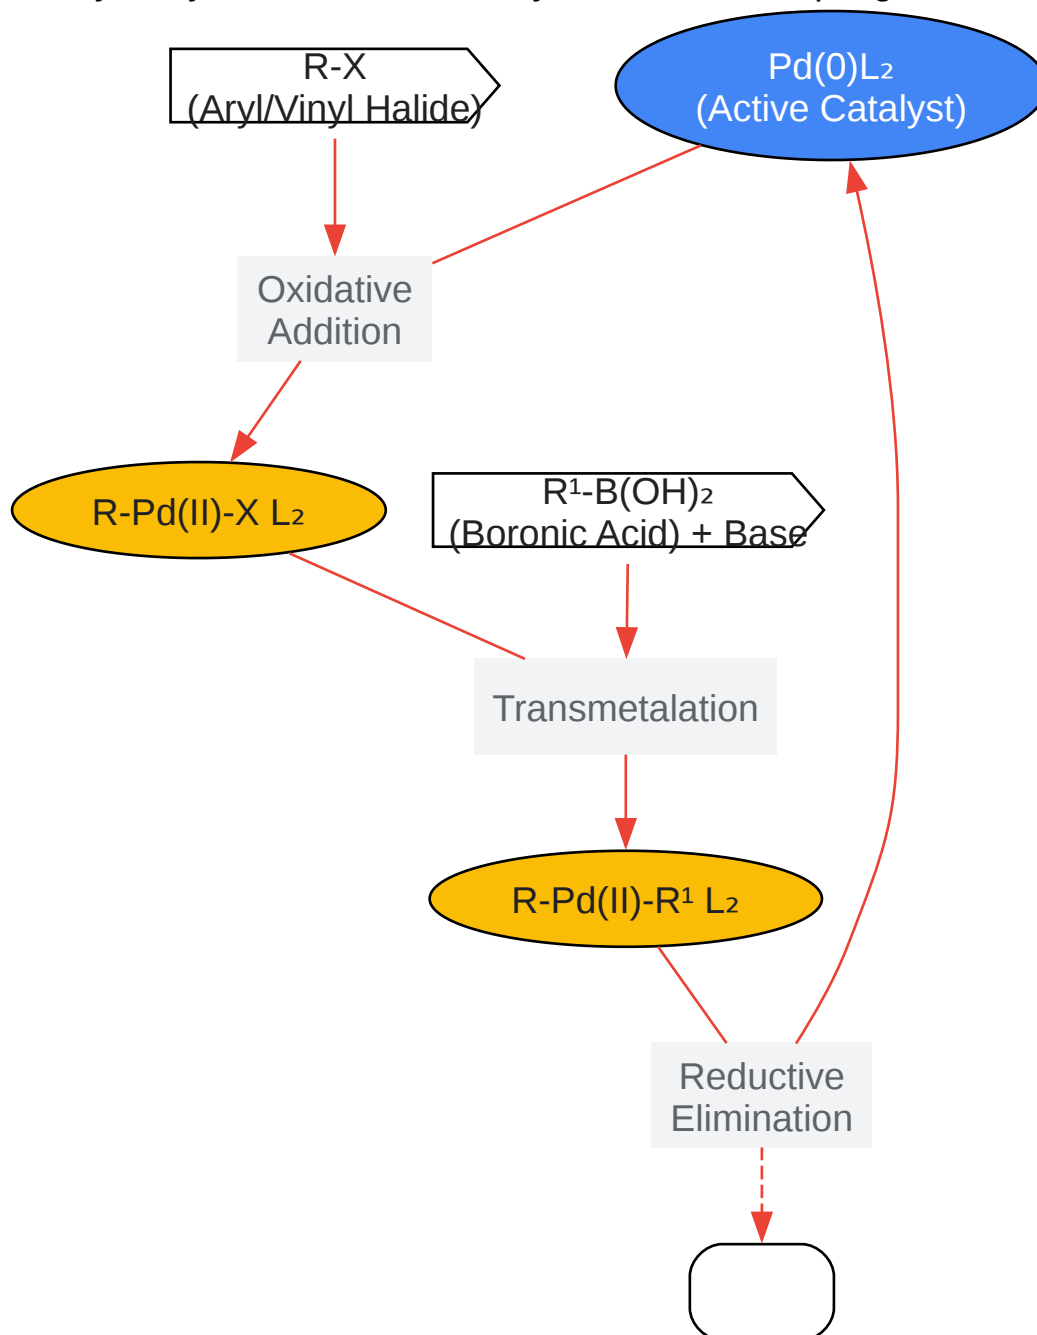 R-X
(Aryl/Vinyl Halide)
Pd(0)L₂
(Active Catalyst)
Oxidative
Addition
R-Pd(II)-X L₂
R¹-B(OH)₂
(Boronic Acid) + Base
Transmetalation
R-Pd(II)-R¹ L₂
Reductive
Elimination